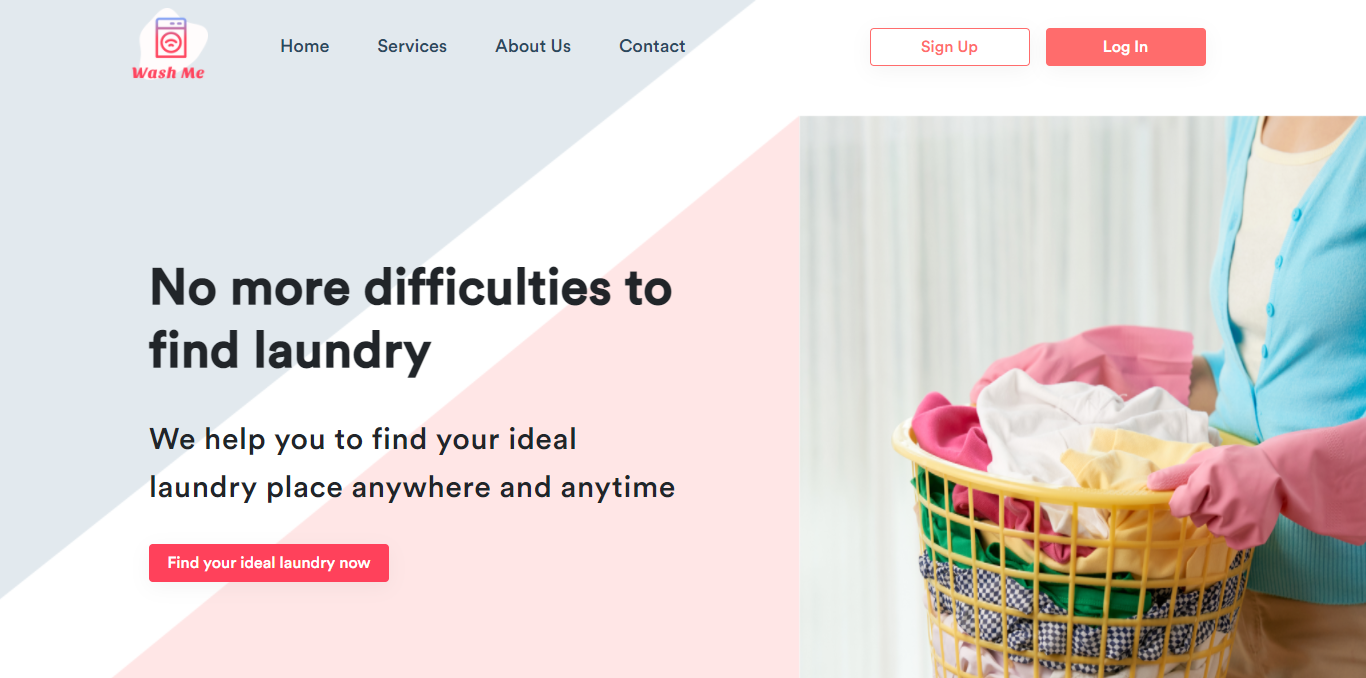 Wash Me
Home
Services
About Us
Contact
Sign Up
Log In
No more difficulties to
find laundry
We help you to find your ideal
laundry place anywhere and anytime
Find your ideal laundry now